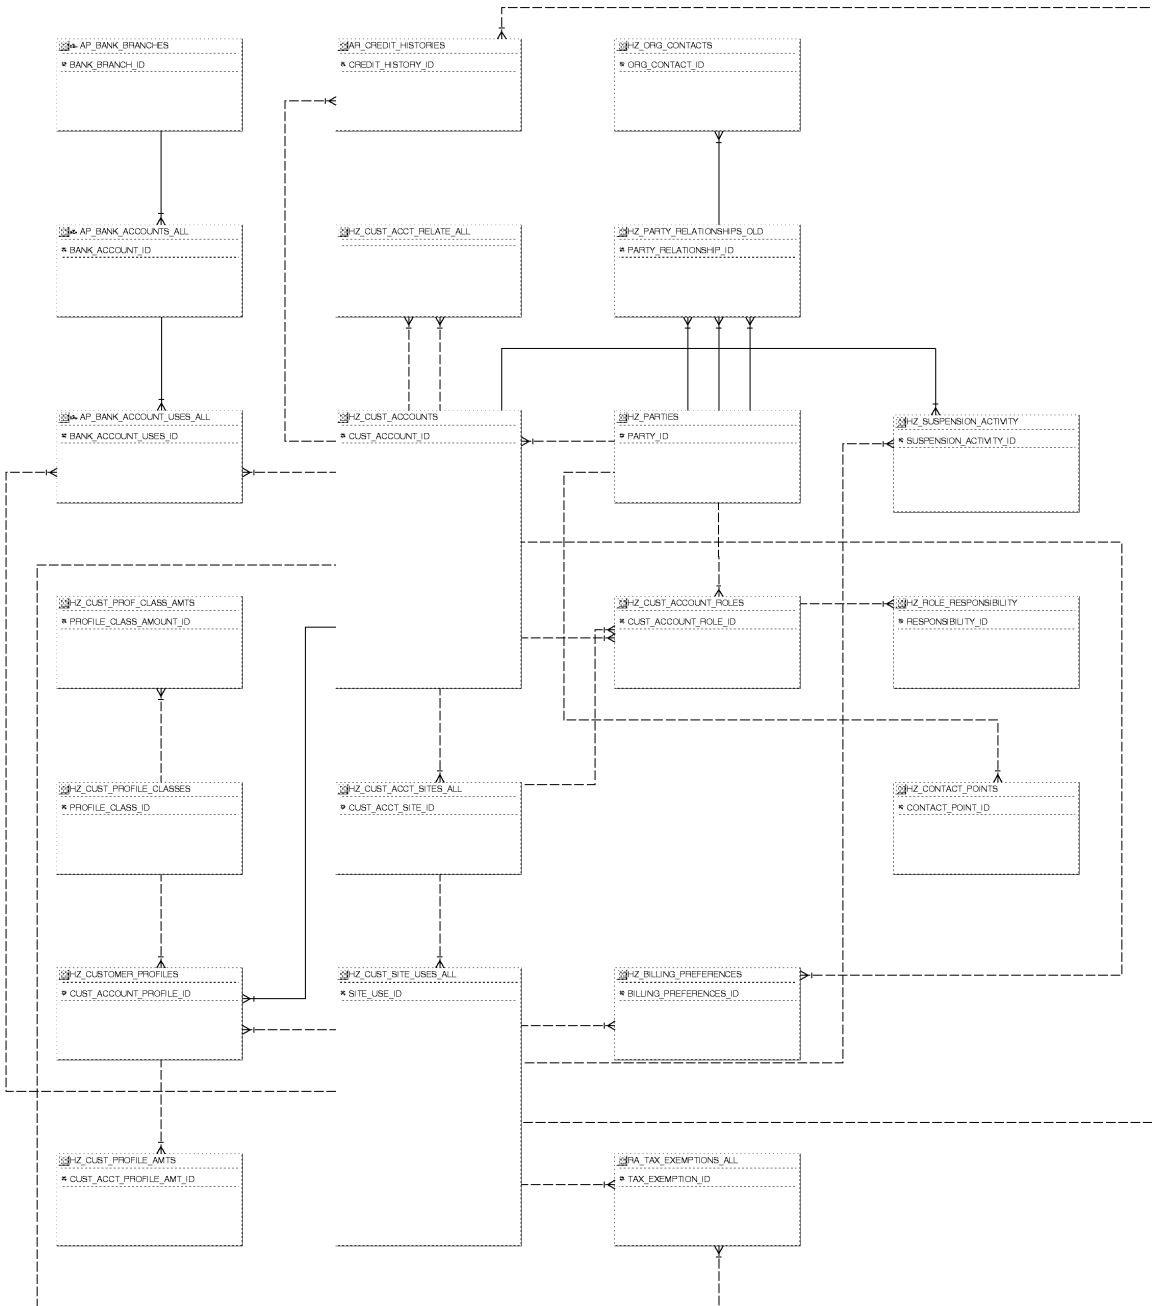 AP_BANK_BRANCHES
BANK_BRANCH_ID
AR_CREDIT_HISTORIES
CREDIT_HISTORY_ID
HZ_ORG_CONTACTS
ORG_CONTACT_ID
AP_BANK_ACCOUNTS_ALL
BANK_ACCOUNT_ID
HZ_CUST_ACCT_RELATE_ALL
HZ_PARTY_RELATIONSHIPS_OLD
PARTY_RELATIONSHIP_ID
AP_BANK_ACCOUNT_USES_ALL
BANK_ACCOUNT_USES_ID
HZ_CUST_ACCOUNTS
CUST_ACCOUNT_ID
HZ_PARTIES
PARTY_ID
HZ_SUSPENSION_ACTIVITY
SUSPENSION_ACTIVITY_ID
HZ_CUST_PROF_CLASS_AMTS
PROFILE_CLASS_AMOUNT_ID
HZ_CUST_ACCOUNT_ROLES
CUST_ACCOUNT_ROLE_ID
HZ_ROLE_RESPONSIBILITY
RESPONSIBILITY_ID
HZ_CUST_PROFILE_CLASSES
PROFILE_CLASS_ID
HZ_CUST_ACCT_SITES_ALL
CUST_ACCT_SITE_ID
HZ_CONTACT_POINTS
CONTACT_POINT_ID
HZ_CUSTOMER_PROFILES
CUST_ACCOUNT_PROFILE_ID
HZ_CUST_SITE_USES_ALL
SITE_USE_ID
HZ_BILLING_PREFERENCES
BILLING_PREFERENCES_ID
HZ_CUST_PROFILE_AMTS
CUST_ACCT_PROFILE_AMT_ID
RA_TAX_EXEMPTIONS_ALL
TAX_EXEMPTION_ID